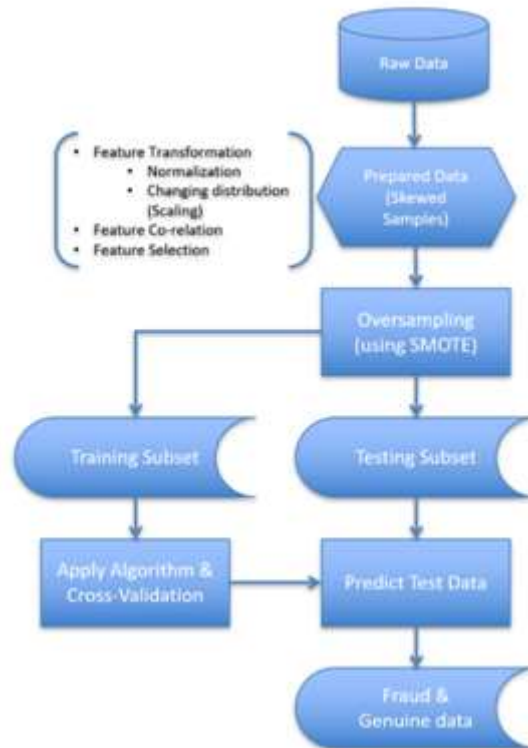 Raw Data
• Feature Transformation
• Normalization
• Changing distribution
(Scaling)
• Feature Co-relation
• Feature Selection
Prepared Data
(Skewed
Samples)
Oversampling
(using SMOTE)
Training Subset
Testing Subset
Apply Algorithm &
Cross-Validation
Predict Test Data
Fraud &
Genuine data